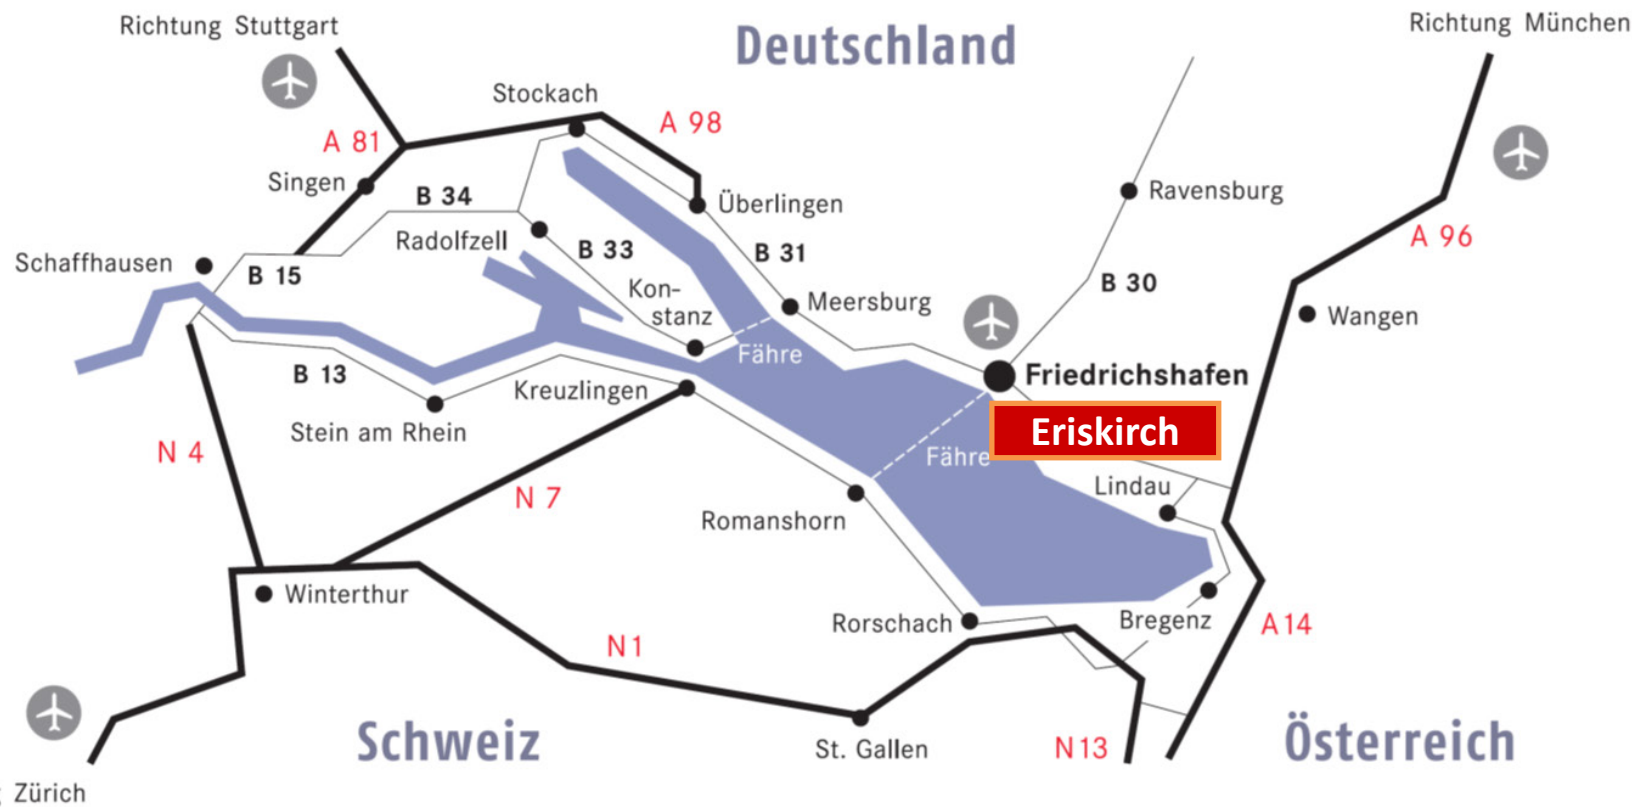 Richtung Stuttgart
Deutschland
Richtung München
Stockach
A 98
A 81
Singen
B 34
Ravensburg
Überlingen
Radolfzell
B 33
B 31
A 96
Schaffhausen
B 15
B 30
Kon-
stanz
Meersburg
Wangen
Fähre
B 13
Kreuzlingen
Friedrichshafen
Eriskirch
Stein am Rhein
N 4
Fähre
N 7
Lindau
Romanshorn
Winterthur
Rorschach
Bregenz
A 14
N 1
Schweiz
St. Gallen
N 13
Österreich
Zürich